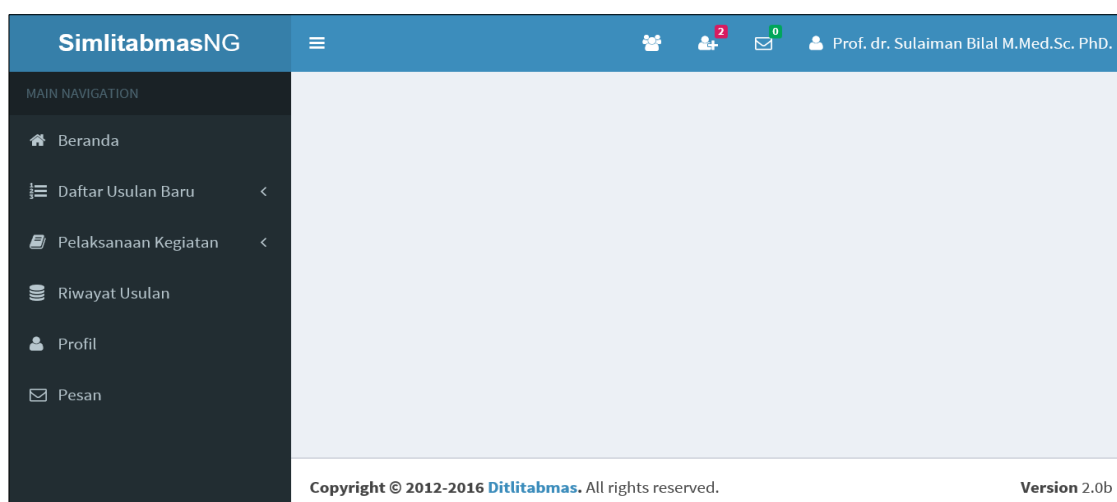 SimlitabmasNG
2
0
Prof. dr. Sulaiman Bilal M.Med.Sc. PhD.
MAIN NAVIGATION
Beranda
Daftar Usulan Baru
Pelaksanaan Kegiatan
Riwayat Usulan
Profil
Pesan
Copyright © 2012-2016 Ditlitabmas. All rights reserved. Version 2.0b